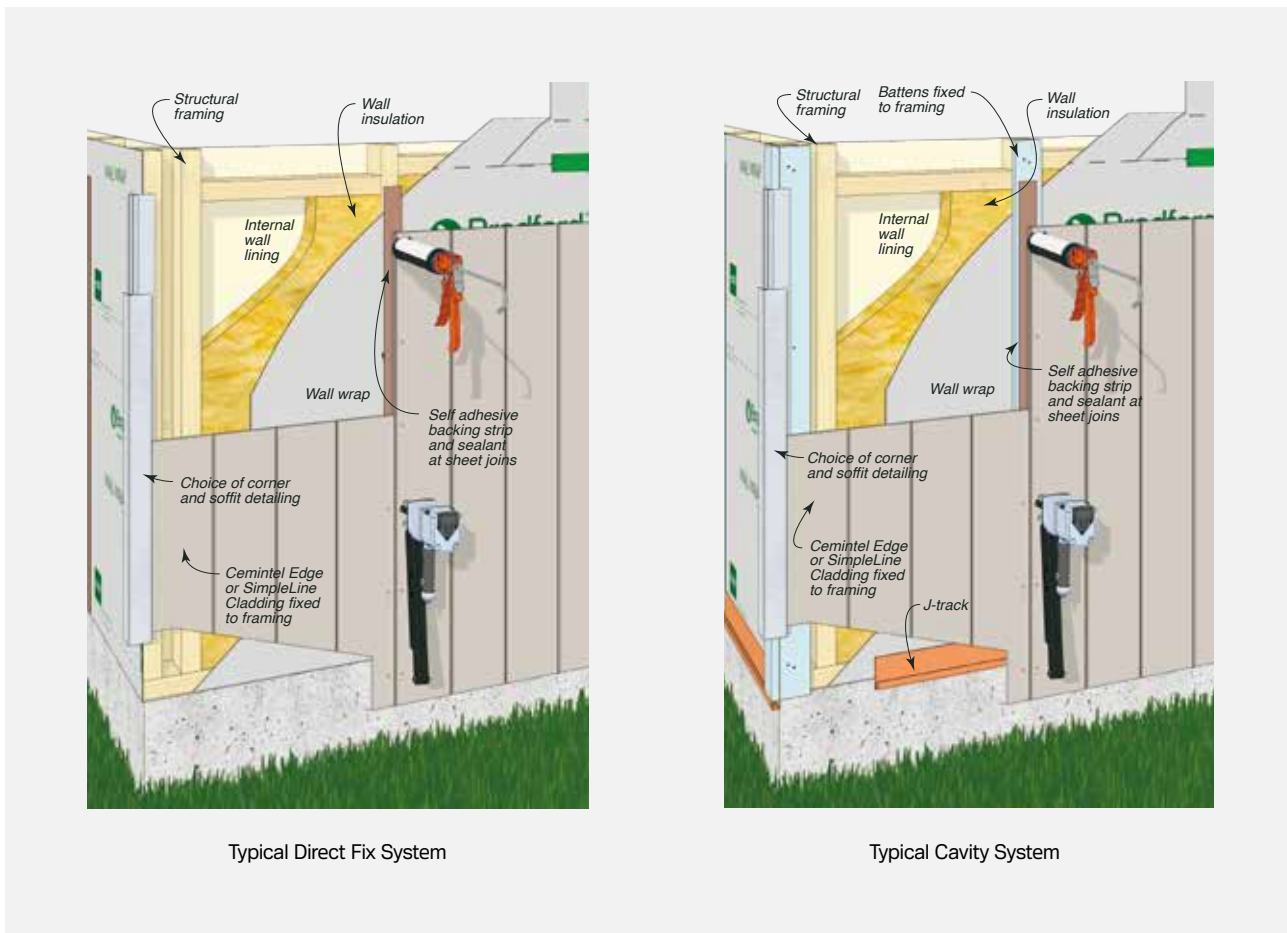 Structural
framing
Wall
insulation
Internal
wall
lining
Bradford
Wall wrap
Self adhesive
backing strip
and sealant
at sheet joins
Choice of corner
and soffit detailing
Cemintel Edge
or SimpleLine
Cladding fixed
to framing
Typical Direct Fix System
Structural
framing
Battens fixed
to framing
Wall
insulation
Internal
wall
lining
Wall wrap
Self adhesive
backing strip
and sealant at
sheet joins
Choice of corner
and soffit detailing
Cemintel Edge
or SimpleLine
Cladding fixed
to framing
J-track
Typical Cavity System